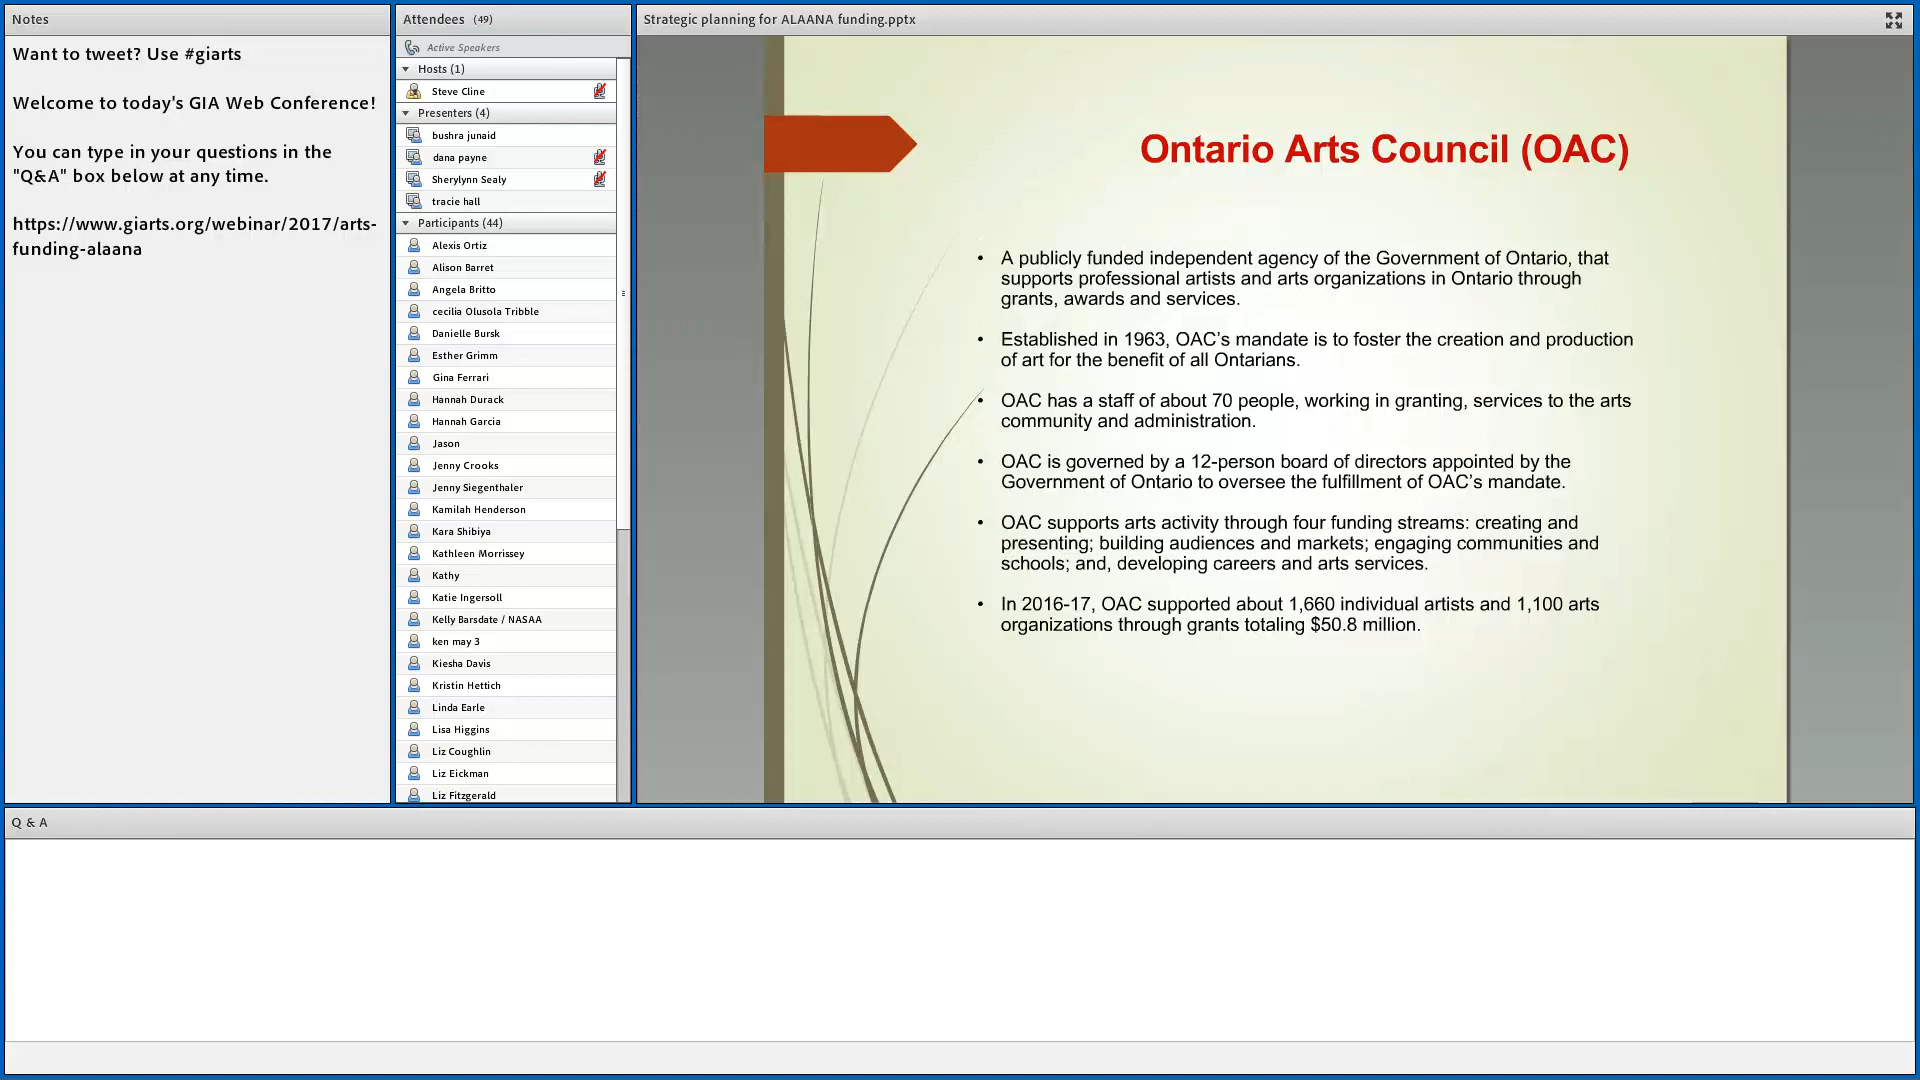 Notes
Want to tweet? Use #giarts
Welcome to today's GIA Web Conference!
You can type in your questions in the
"Q&A" box below at any time.
https://www.giarts.org/webinar/2017/arts-
funding-alaana
Attendees (49)
Active Speakers
Hosts (1)
Steve Cline
Presenters (4)
bushra junaid
dana payne
Sherylynn Sealy
tracie hall
Participants (44)
Alexis Ortiz
Alison Barret
Angela Britto
cecilia Olusola Tribble
Danielle Bursk
Esther Grimm
Gina Ferrari
Hannah Durack
Hannah Garcia
Jason
Jenny Crooks
Jenny Siegenthaler
Kamilah Henderson
Kara Shibiya
Kathleen Morrissey
Kathy
Katie Ingersoll
Kelly Barsdate / NASAA
ken may 3
Kiesha Davis
Kristin Hettich
Linda Earle
Lisa Higgins
Liz Coughlin
Liz Eickman
Liz Fitzgerald
Strategic planning for ALAANA funding.pptx
Ontario Arts Council (OAC)
• A publicly funded independent agency of the Government of Ontario, that
supports professional artists and arts organizations in Ontario through
grants, awards and services.
• Established in 1963, OAC's mandate is to foster the creation and production
of art for the benefit of all Ontarians.
• OAC has a staff of about 70 people, working in granting, services to the arts
community and administration.
• OAC is governed by a 12-person board of directors appointed by the
Government of Ontario to oversee the fulfillment of OAC's mandate.
• OAC supports arts activity through four funding streams: creating and
presenting; building audiences and markets; engaging communities and
schools; and, developing careers and arts services.
• In 2016-17, OAC supported about 1,660 individual artists and 1,100 arts
organizations through grants totaling $50.8 million.
Q & A